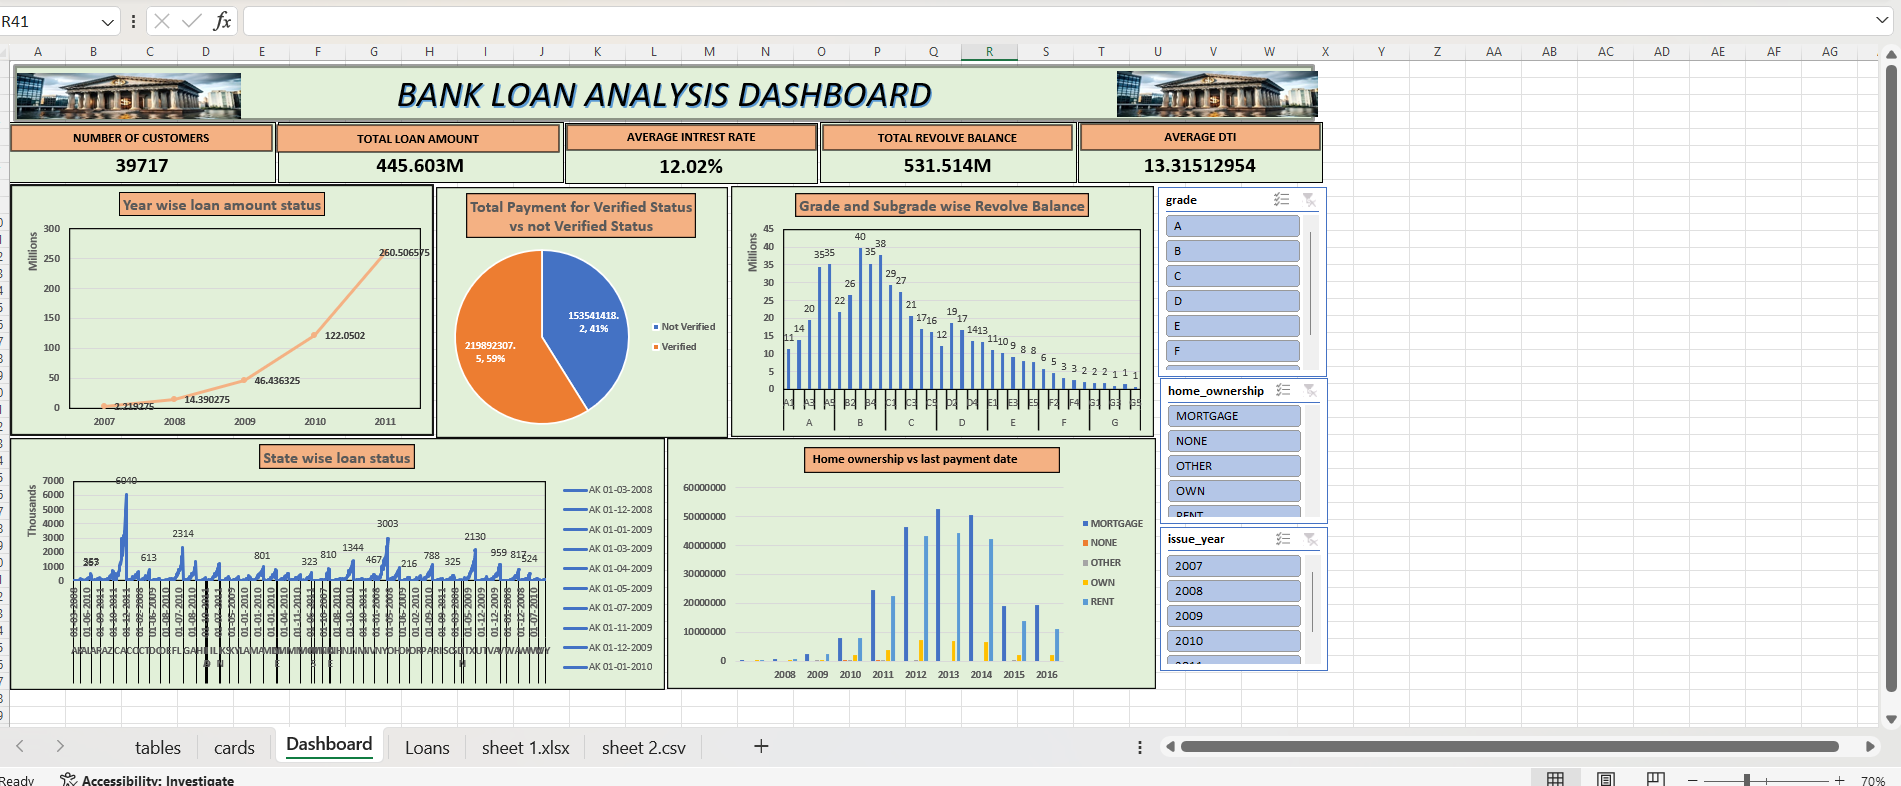 R41
fx
A B C D E F G H I J K L M N O P Q R S T U V W X Y Z AA AB AC AD AE AF AG
BANK LOAN ANALYSIS DASHBOARD
NUMBER OF CUSTOMERS
39717
TOTAL LOAN AMOUNT
445.603M
AVERAGE INTREST RATE
12.02%
TOTAL REVOLVE BALANCE
531.514M
AVERAGE DTI
13.31512954
Year wise loan amount status
Millions
300
250
200
150
100
50
0
2.219275
14.390275
46.436325
122.0502
260.506575
2007 2008 2009 2010 2011
Total Payment for Verified Status
vs not Verified Status
153541418.
2, 41%
219892307.
5, 59%
Not Verified
Verified
Grade and Subgrade wise Revolve Balance
Millions
45
40
35
30
25
20
15
10
5
0
11 14 20 35 35 22 26 40 35 38 29 27 21 17 16 12 19 17 14 13 11 10 9 8 8 6 5 3 3 2 2 2 1 1 1
A1 A3 A5 B2 B4 C1 C3 C5 D2 D4 E1 E3 E5 F2 F4 G1 G3 G5
A B C D E F G
grade
A
B
C
D
E
F
home_ownership
MORTGAGE
NONE
OTHER
OWN
RENT
issue_year
2007
2008
2009
2010
2011
State wise loan status
Thousands
7000
6000
5000
4000
3000
2000
1000
0
6040
613 2314 801 323 810 1344 467 3003 216 788 325 2130 959 817 524
AK 01-03-2008
AK 01-12-2008
AK 01-01-2009
AK 01-03-2009
AK 01-04-2009
AK 01-05-2009
AK 01-07-2009
AK 01-11-2009
AK 01-12-2009
AK 01-01-2010
Home ownership vs last payment date
60000000
50000000
40000000
30000000
20000000
10000000
0
2008 2009 2010 2011 2012 2013 2014 2015 2016
MORTGAGE
NONE
OTHER
OWN
RENT
tables cards Dashboard Loans sheet 1.xlsx sheet 2.csv
Ready Accessibility: Investigate 70%